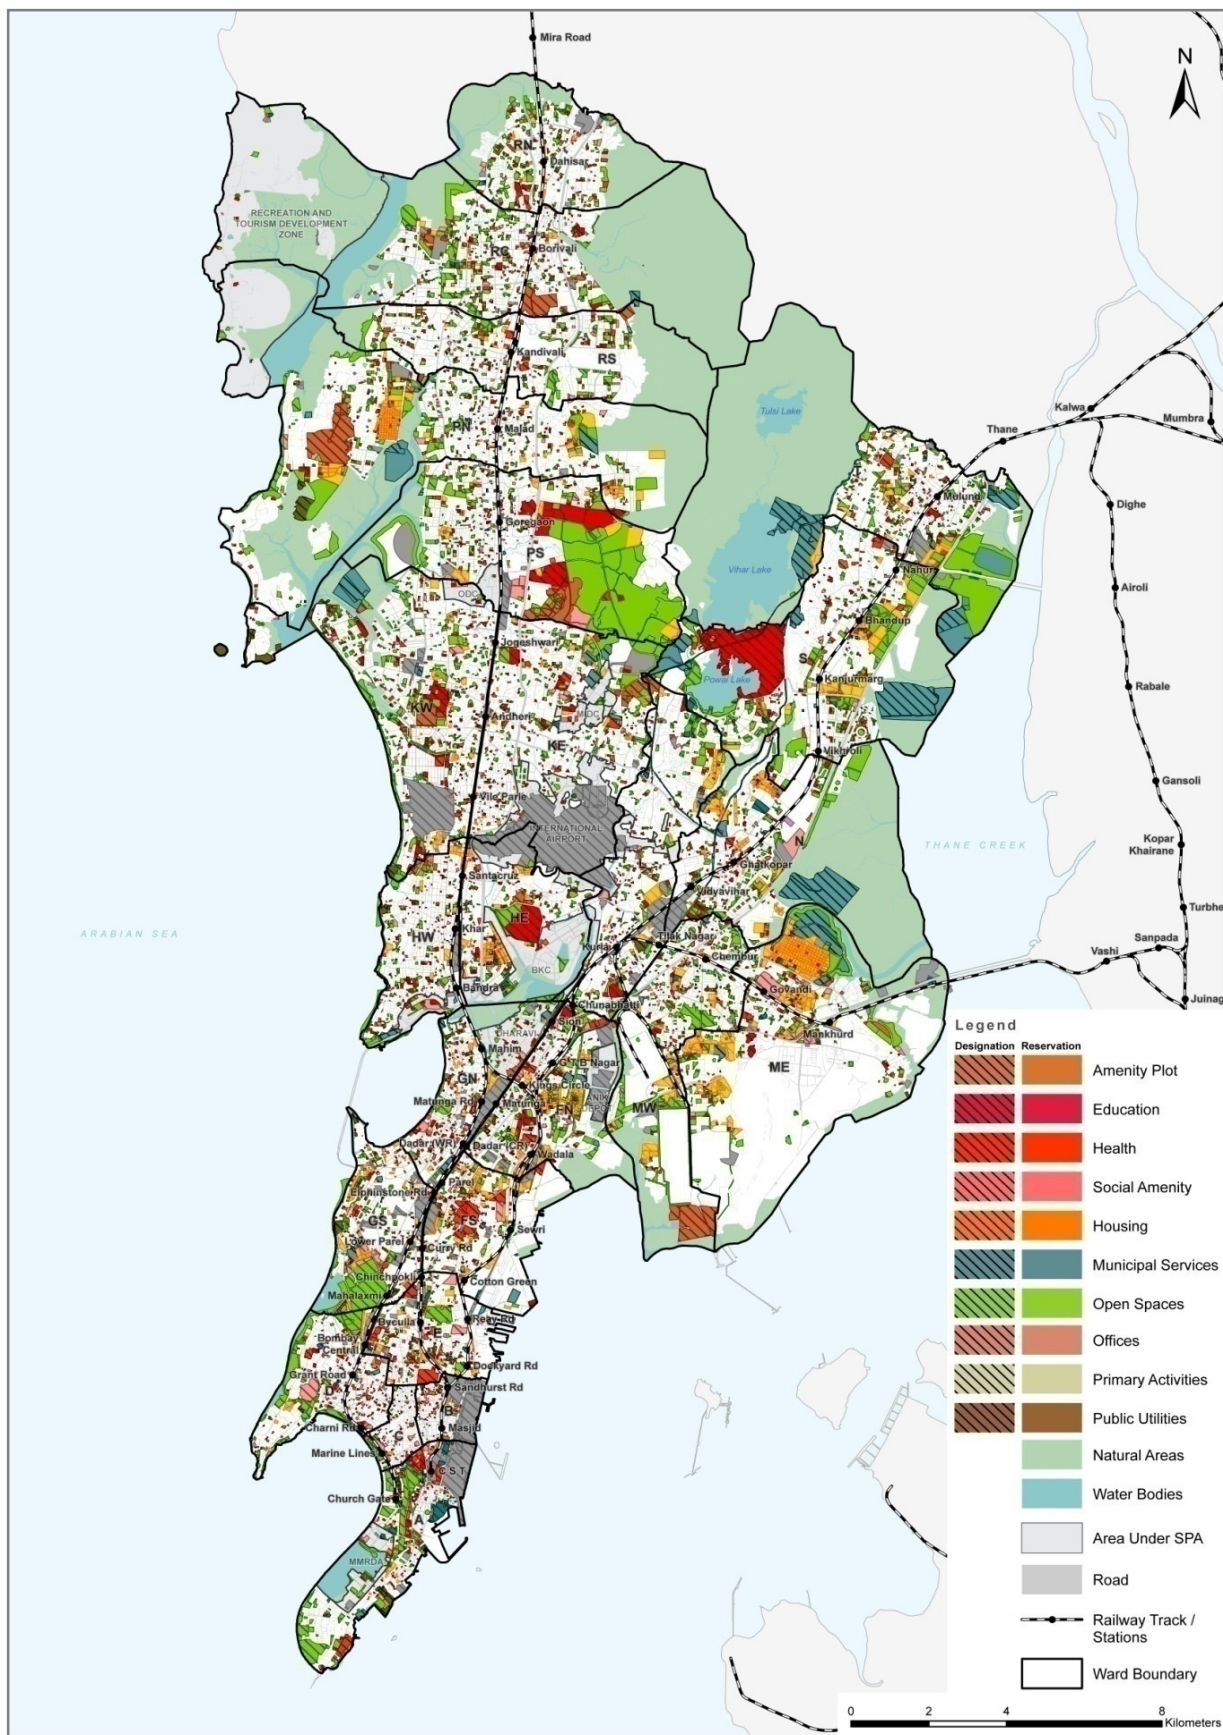 Mira Road
N
RN
Dahisar
RECREATION AND
TOURISM DEVELOPMENT
ZONE
RC
Borivali
Kandivali
RS
Tulsi Lake
Kalwa
Mumbra
PN
Malad
Thane
Mulund
Dighe
Goregaon
PS
Vihar Lake
Nahur
Airoli
ODC
Bhandup
Jogeshwari
S
Powai Lake
Kanjurmarg
Rabale
KW
Andheri
MIDC
KE
Vikhroli
Gansoli
Vile Parle
INTERNATIONAL
AIRPORT
N
THANE CREEK
Kopar
Khairane
Ghatkopar
Santacruz
Vidyavihar
Turbhe
HE
ARABIAN SEA
Khar
HW
Tilak Nagar
Kurla
Sanpada
Vashi
Chembur
BKC
Bandra
Govandi
Juinag
Chunabhatti
Sion
Mankhurd
DHARAVI
Mahim
G T B Nagar
ME
GN
Kings Circle
Matunga Rd
Matunga
FN
ANIK
DEPOT
MW
Dadar (WR)
Dadar (CR)
Wadala
Parel
Elphinstone Rd
GS
FS
Sewri
Lower Parel
Curry Rd
Chinchpokli
Cotton Green
Mahalaxmi
Byculla
E
Reay Rd
Bombay
Central
Grant Road
Dockyard Rd
D
Sandhurst Rd
B
Charni Rd
C
Masjid
Marine Lines
C S T
Church Gate
A
MMRDA
Legend
Designation Reservation
Amenity Plot
Education
Health
Social Amenity
Housing
Municipal Services
Open Spaces
Offices
Primary Activities
Public Utilities
Natural Areas
Water Bodies
Area Under SPA
Road
Railway Track /
Stations
Ward Boundary
0 2 4 8
Kilometers